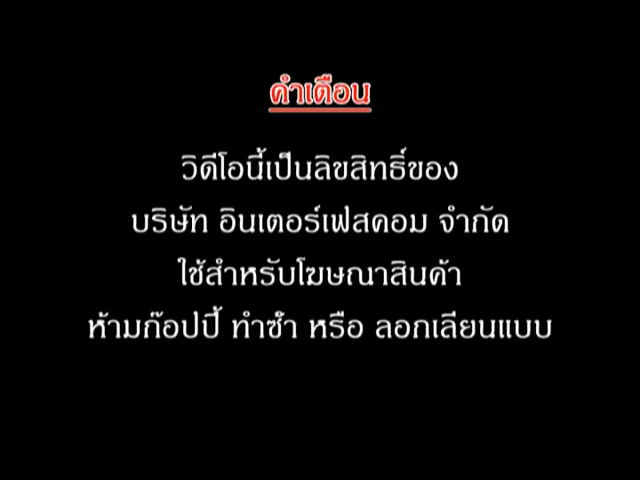 คำเตือน
วิดีโอนี้เป็นลิขสิทธิ์ของ
บริษัท อินเตอร์เฟสคอม จำกัด
ใช้สำหรับโฆษณาสินค้า
ห้ามก๊อปปี้ ทำซ้ำ หรือ ลอกเลียนแบบ